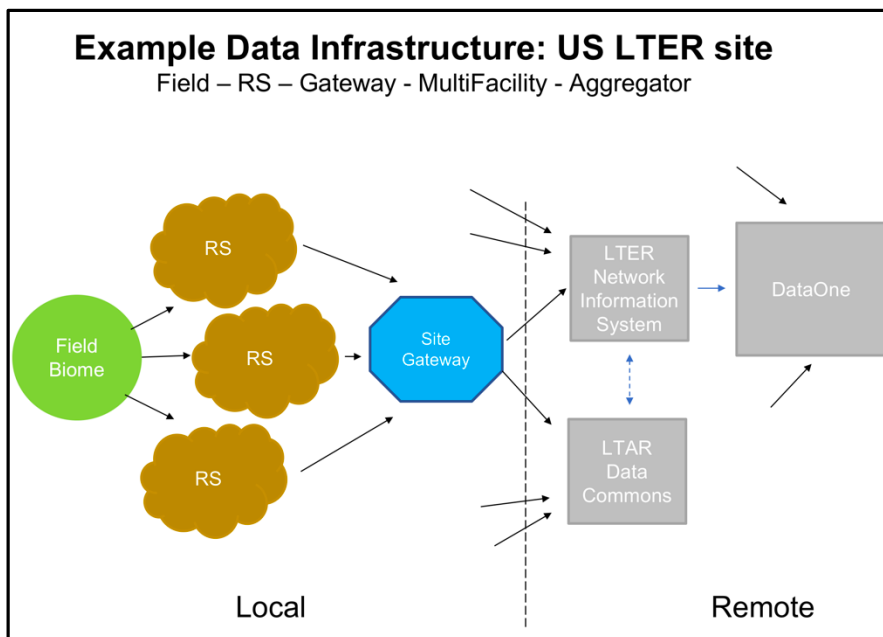 Example Data Infrastructure: US LTER site
Field – RS – Gateway - MultiFacility - Aggregator
RS
RS
RS
Field
Biome
Site
Gateway
LTER
Network
Information
System
DataOne
LTAR
Data
Commons
Local
Remote